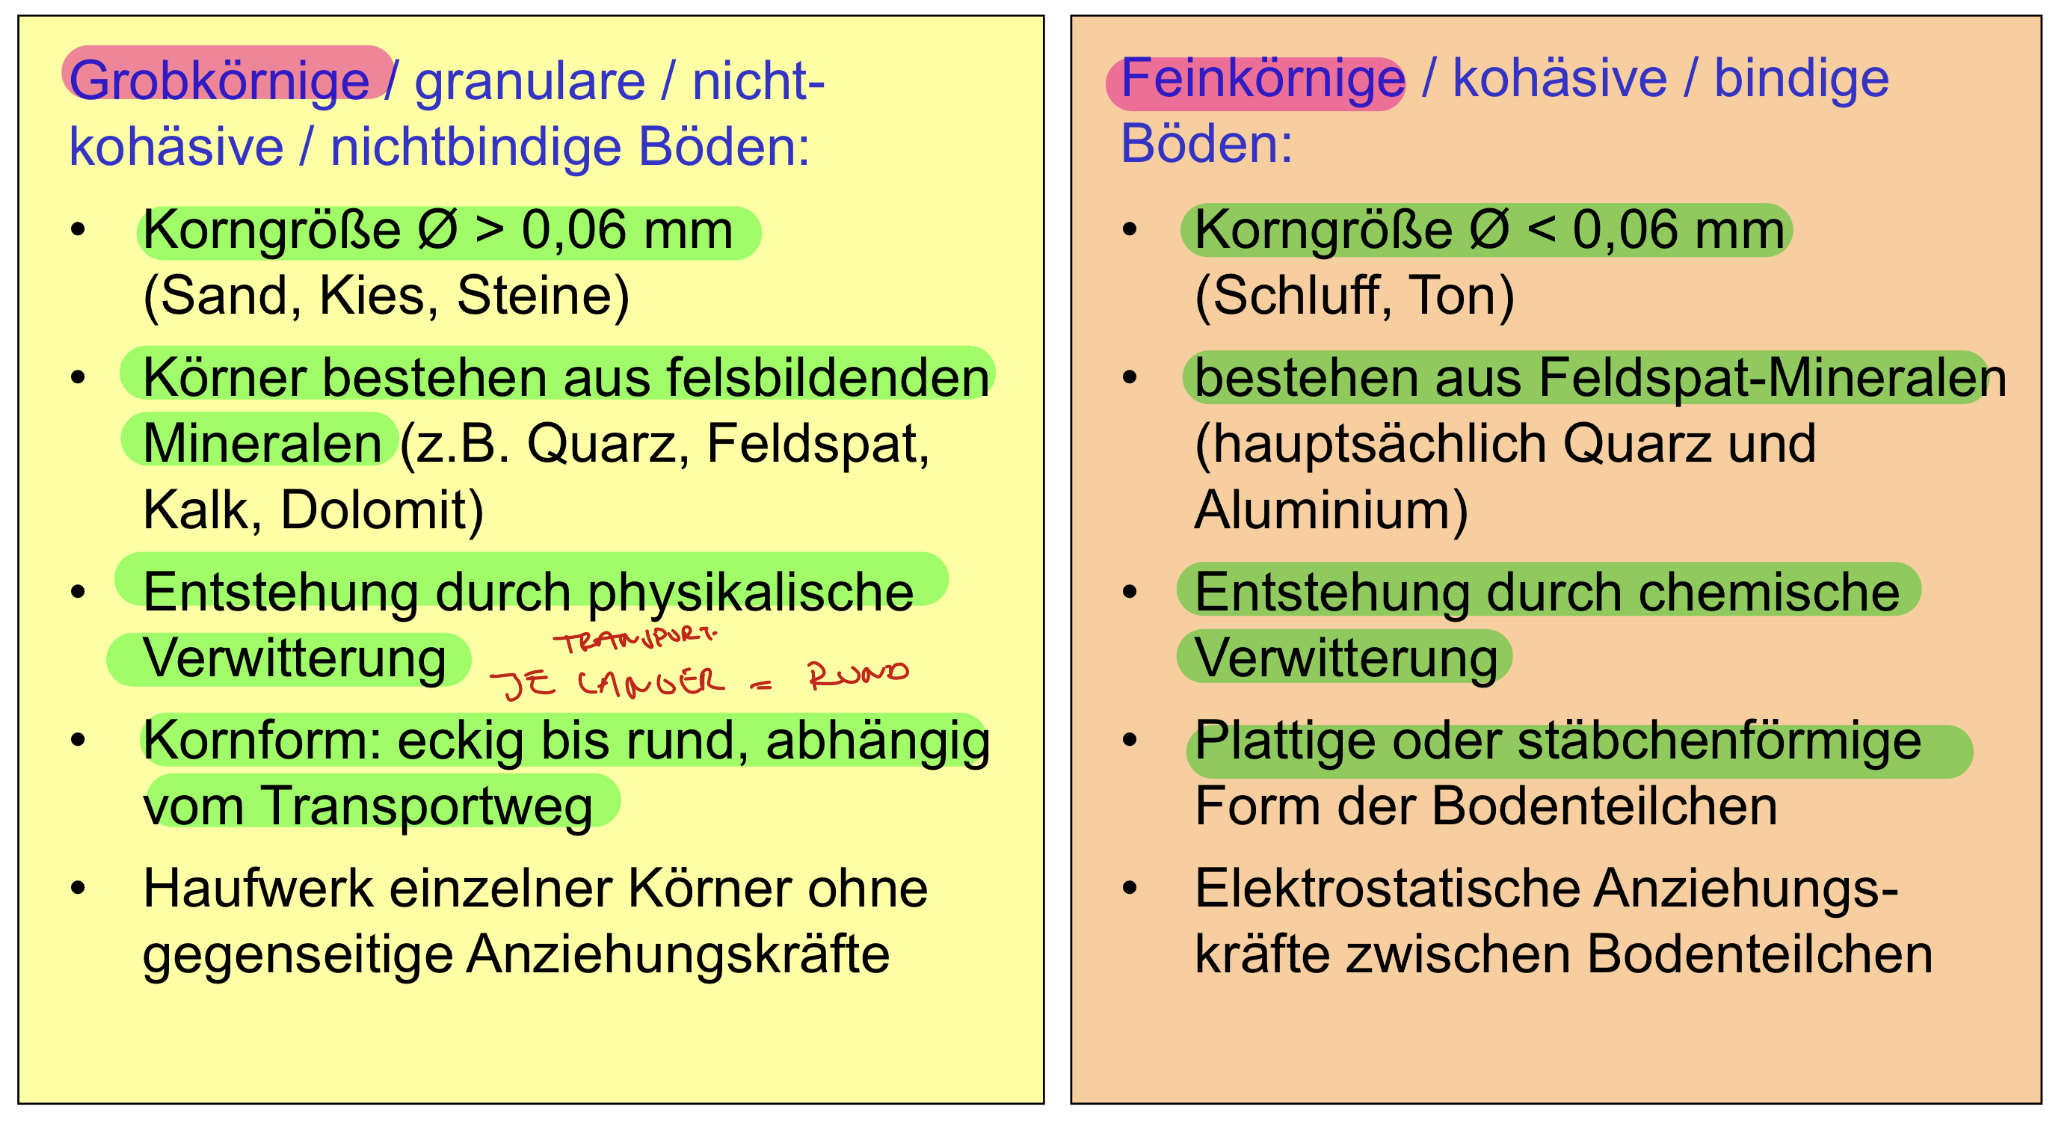 Grobkörnige / granulare / nicht-
kohäsive / nichtbindige Böden:
• Korngröße Ø > 0,06 mm
(Sand, Kies, Steine)
• Körner bestehen aus felsbildenden
Mineralen (z.B. Quarz, Feldspat,
Kalk, Dolomit)
• Entstehung durch physikalische
Verwitterung
TRANSPORT.
JE LANGER = RUND
• Kornform: eckig bis rund, abhängig
vom Transportweg
• Haufwerk einzelner Körner ohne
gegenseitige Anziehungskräfte
Feinkörnige / kohäsive / bindige
Böden:
• Korngröße Ø < 0,06 mm
(Schluff, Ton)
• bestehen aus Feldspat-Mineralen
(hauptsächlich Quarz und
Aluminium)
• Entstehung durch chemische
Verwitterung
• Plattige oder stäbchenförmige
Form der Bodenteilchen
• Elektrostatische Anziehungs-
kräfte zwischen Bodenteilchen